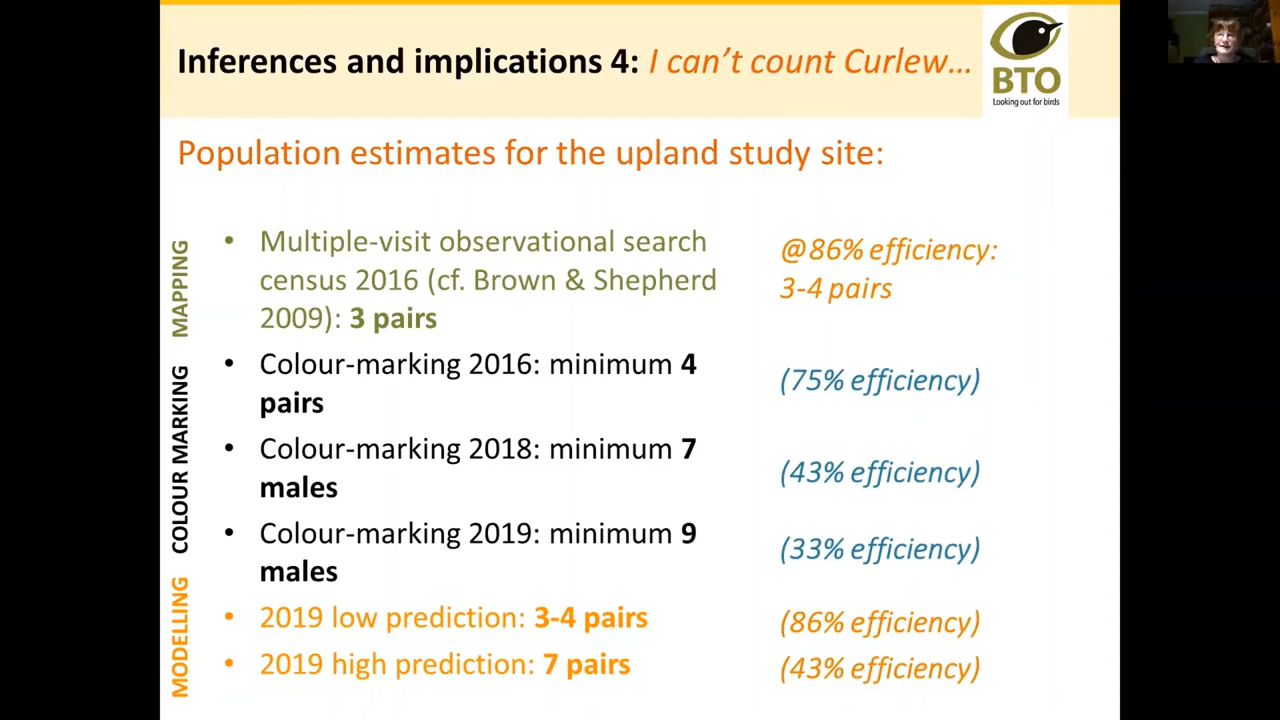 Inferences and implications 4: I can't count Curlew…
BTO
Looking out for birds
Population estimates for the upland study site:
MAPPING
• Multiple-visit observational search
census 2016 (cf. Brown & Shepherd
2009): 3 pairs
@86% efficiency:
3-4 pairs
COLOUR MARKING
• Colour-marking 2016: minimum 4
pairs
(75% efficiency)
• Colour-marking 2018: minimum 7
males
(43% efficiency)
• Colour-marking 2019: minimum 9
males
(33% efficiency)
MODELLING
• 2019 low prediction: 3-4 pairs
(86% efficiency)
• 2019 high prediction: 7 pairs
(43% efficiency)